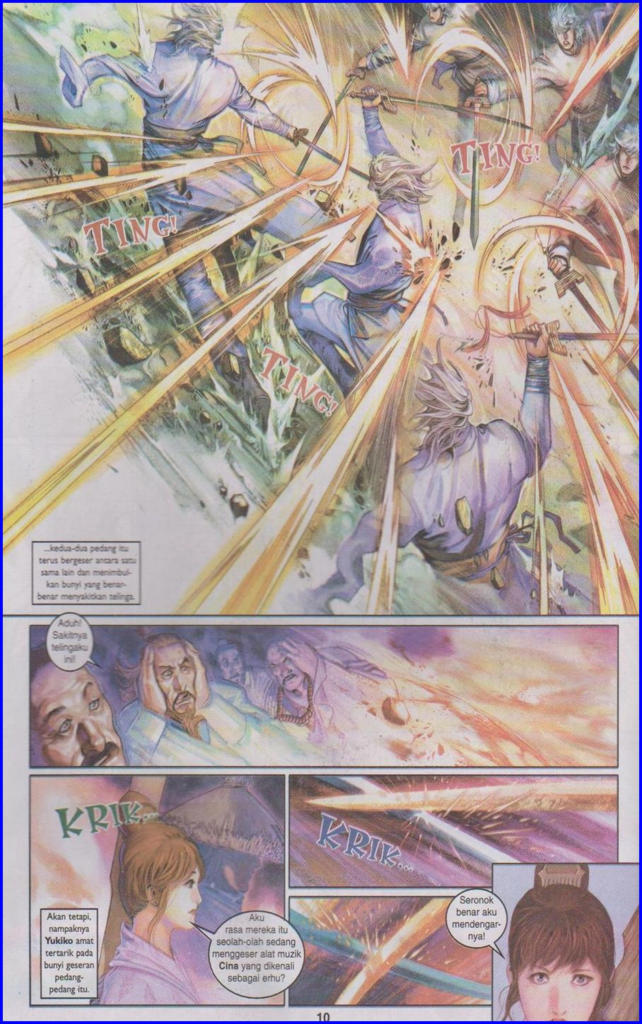 TING!
TING!
TING!
...kedua-dua pedang itu
terus bergeser antara satu
sama lain dan menimbul-
kan bunyi yang benar-
benar menyakitkan telinga.
Aduh!
Sakitnya
telingaku
ini!
KRIK...
KRIK...
Akan tetapi,
nampaknya
Yukiko amat
tertarik pada
bunyi geseran
pedang-
pedang itu.
Aku
rasa mereka itu
seolah-olah sedang
menggeser alat muzik
Cina yang dikenali
sebagai erhu?
Seronok
benar aku
mendengar-
nya!
10